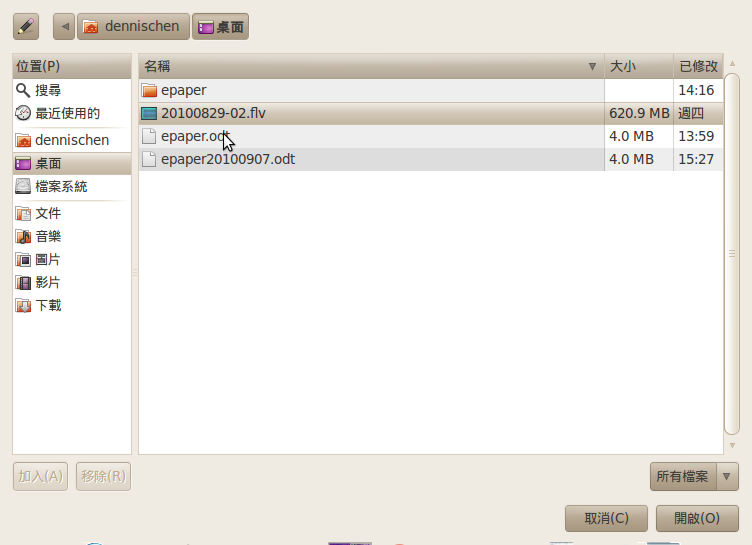 dennischen 桌面
位置(P)
搜尋
最近使用的
dennischen
桌面
檔案系統
文件
音樂
圖片
影片
下載
名稱 大小 已修改
epaper 14:16
20100829-02.flv 620.9 MB 週四
epaper.odt 4.0 MB 13:59
epaper20100907.odt 4.0 MB 15:27
加入(A) 移除(R) 所有檔案
取消(C) 開啟(O)